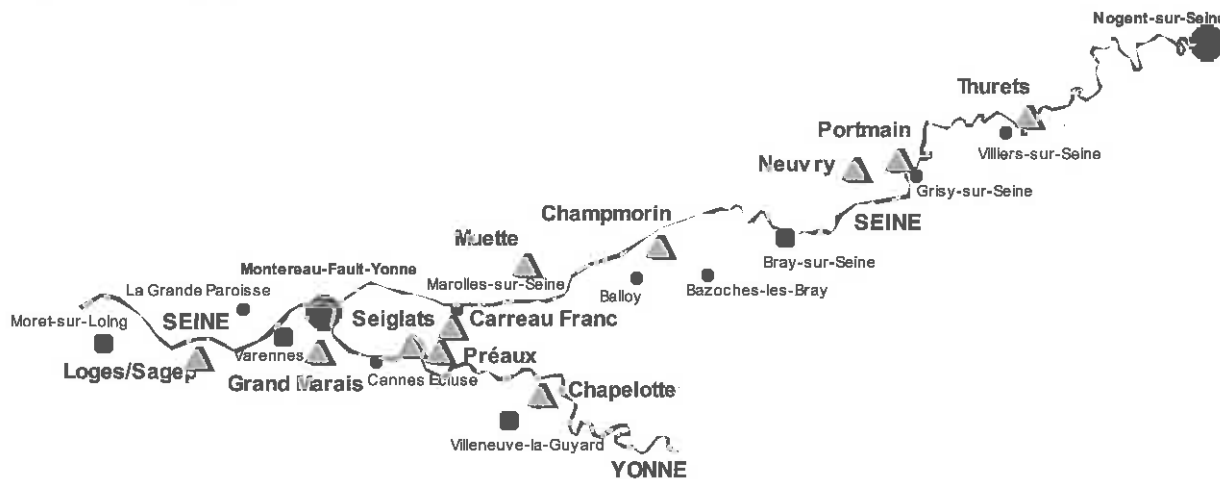 Nogent-sur-Seine
Thurets
Portmain
Villiers-sur-Seine
Neuvry
Grisy-sur-Seine
Champmorin
SEINE
Muette
Bray-sur-Seine
Montereau-Fault-Yonne
Marolles-sur-Seine
Balloy
Bazoches-les-Bray
La Grande Paroisse
Moret-sur-Loing
SEINE
Seiglats
Carreau Franc
Varennes
Préaux
Loges/Sagep
Grand Marais
Cannes Ecluse
Chapelotte
Villeneuve-la-Guyard
YONNE